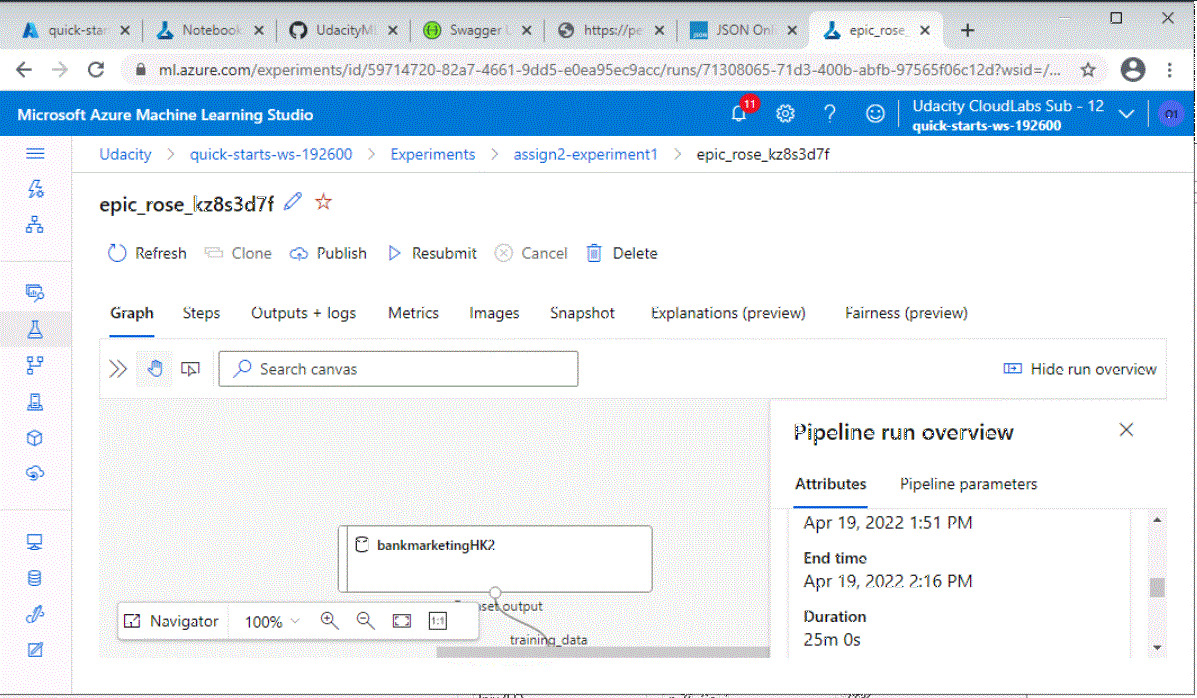 quick-star
Notebook
UdacityML
Swagger U
https://pe
JSON Onli
epic_rose_
ml.azure.com/experiments/id/59714720-82a7-4661-9dd5-e0ea95ec9acc/runs/71308065-71d3-400b-abfb-97565f06c12d?wsid=/...
Microsoft Azure Machine Learning Studio
11
Udacity CloudLabs Sub - 12
quick-starts-ws-192600
Udacity > quick-starts-ws-192600 > Experiments > assign2-experiment1 > epic_rose_kz8s3d7f
epic_rose_kz8s3d7f
Refresh Clone Publish Resubmit Cancel Delete
Graph Steps Outputs + logs Metrics Images Snapshot Explanations (preview) Fairness (preview)
Search canvas
Hide run overview
Pipeline run overview
Attributes Pipeline parameters
Apr 19, 2022 1:51 PM
End time
Apr 19, 2022 2:16 PM
Duration
25m 0s
bankmarketingHK2
output
training_data
Navigator 100% 1:1